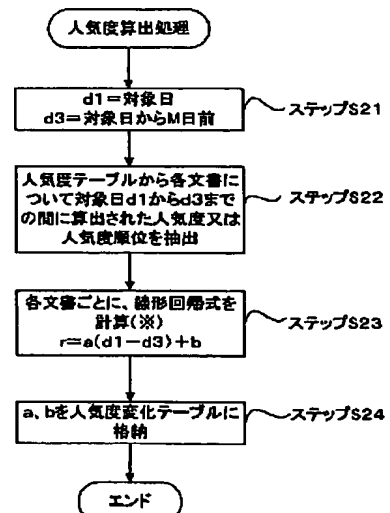 人気度算出処理
d1=対象日
d3=対象日からM日前
ステップS21
人気度テーブルから各文書に
ついて対象日d1からd3まで
の間に算出された人気度又は
人気度順位を抽出
ステップS22
各文書ごとに、線形回帰式を
計算(※)
r=a(d1-d3)+b
ステップS23
a、bを人気度変化テーブルに
格納
ステップS24
エンド